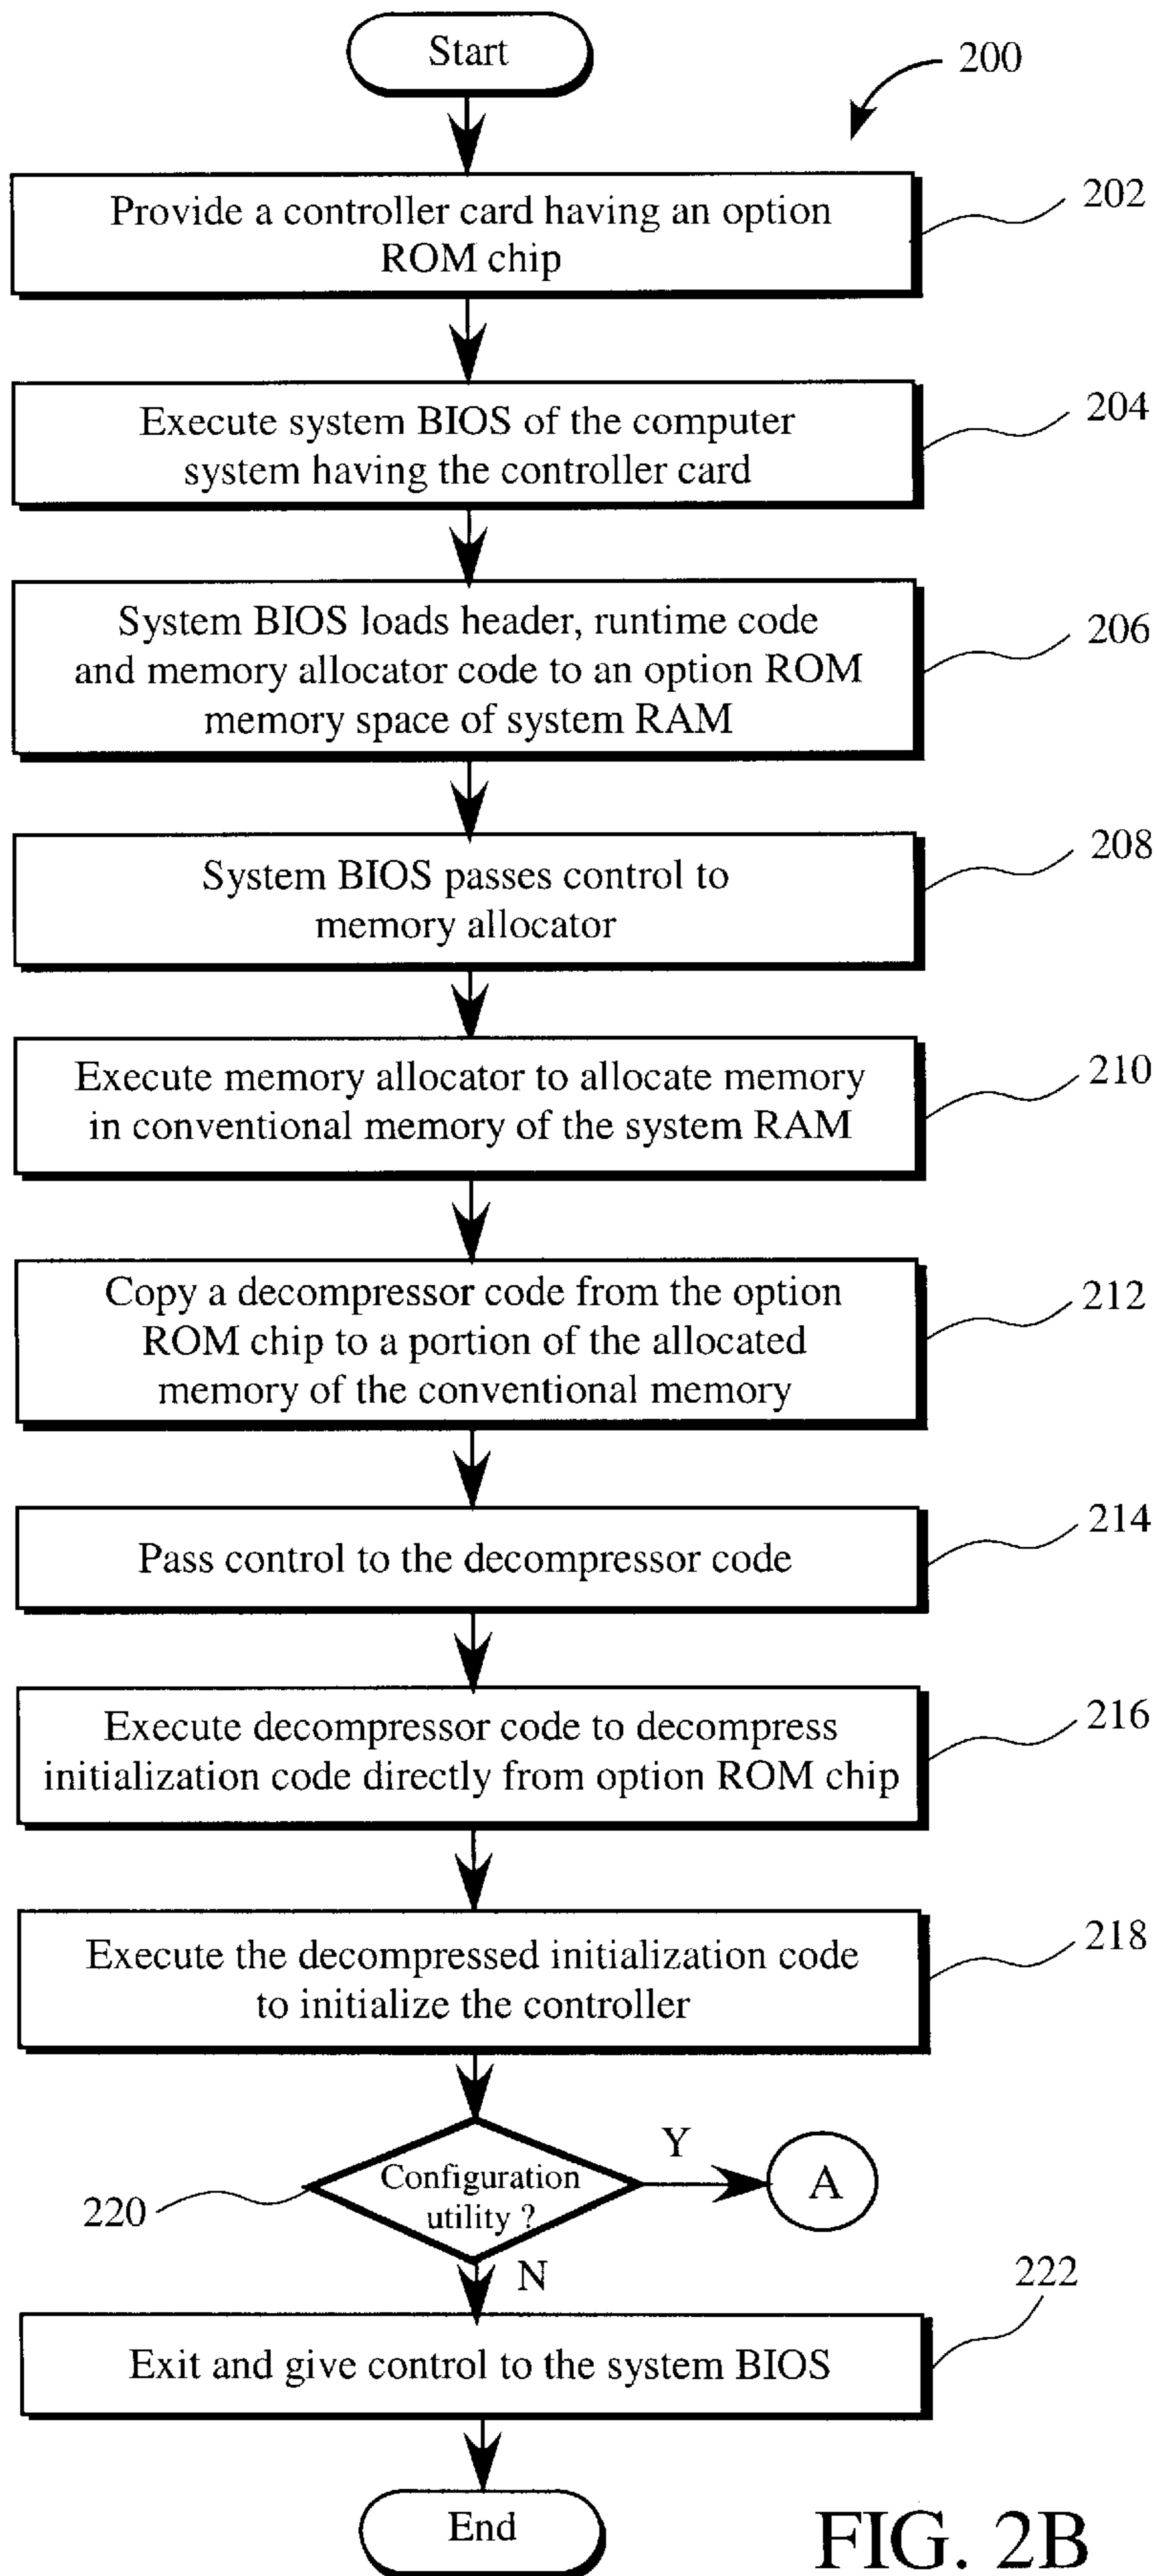 Start
200
Provide a controller card having an option
ROM chip
202
Execute system BIOS of the computer
system having the controller card
204
System BIOS loads header, runtime code
and memory allocator code to an option ROM
memory space of system RAM
206
System BIOS passes control to
memory allocator
208
Execute memory allocator to allocate memory
in conventional memory of the system RAM
210
Copy a decompressor code from the option
ROM chip to a portion of the allocated
memory of the conventional memory
212
Pass control to the decompressor code
214
Execute decompressor code to decompress
initialization code directly from option ROM chip
216
Execute the decompressed initialization code
to initialize the controller
218
Configuration
utility ?
Y
A
220
N
222
Exit and give control to the system BIOS
End
FIG. 2B